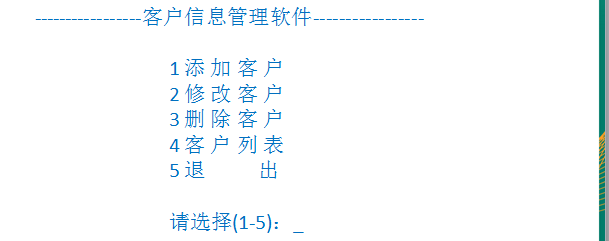 -----------------客户信息管理软件-----------------
1 添 加 客 户
2 修 改 客 户
3 删 除 客 户
4 客 户 列 表
5 退           出
请选择(1-5)：_